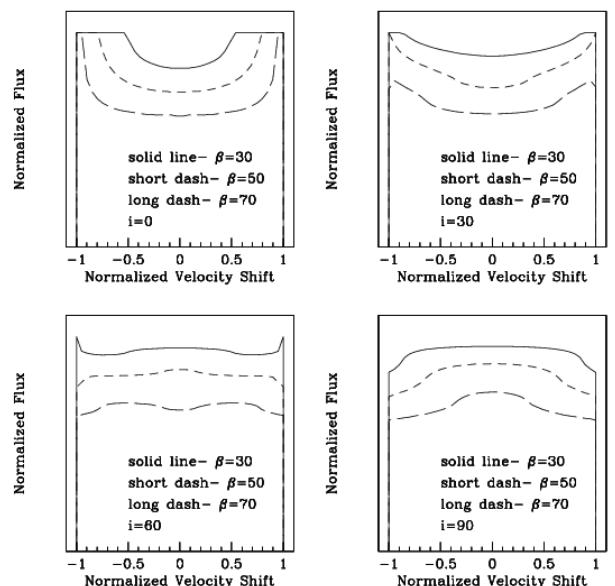 Normalized Flux
solid line- β=30
short dash- β=50
long dash- β=70
i=0
-1 -0.5 0 0.5 1
Normalized Velocity Shift
Normalized Flux
solid line- β=30
short dash- β=50
long dash- β=70
i=30
-1 -0.5 0 0.5 1
Normalized Velocity Shift
Normalized Flux
solid line- β=30
short dash- β=50
long dash- β=70
i=60
-1 -0.5 0 0.5 1
Normalized Velocity Shift
Normalized Flux
solid line- β=30
short dash- β=50
long dash- β=70
i=90
-1 -0.5 0 0.5 1
Normalized Velocity Shift